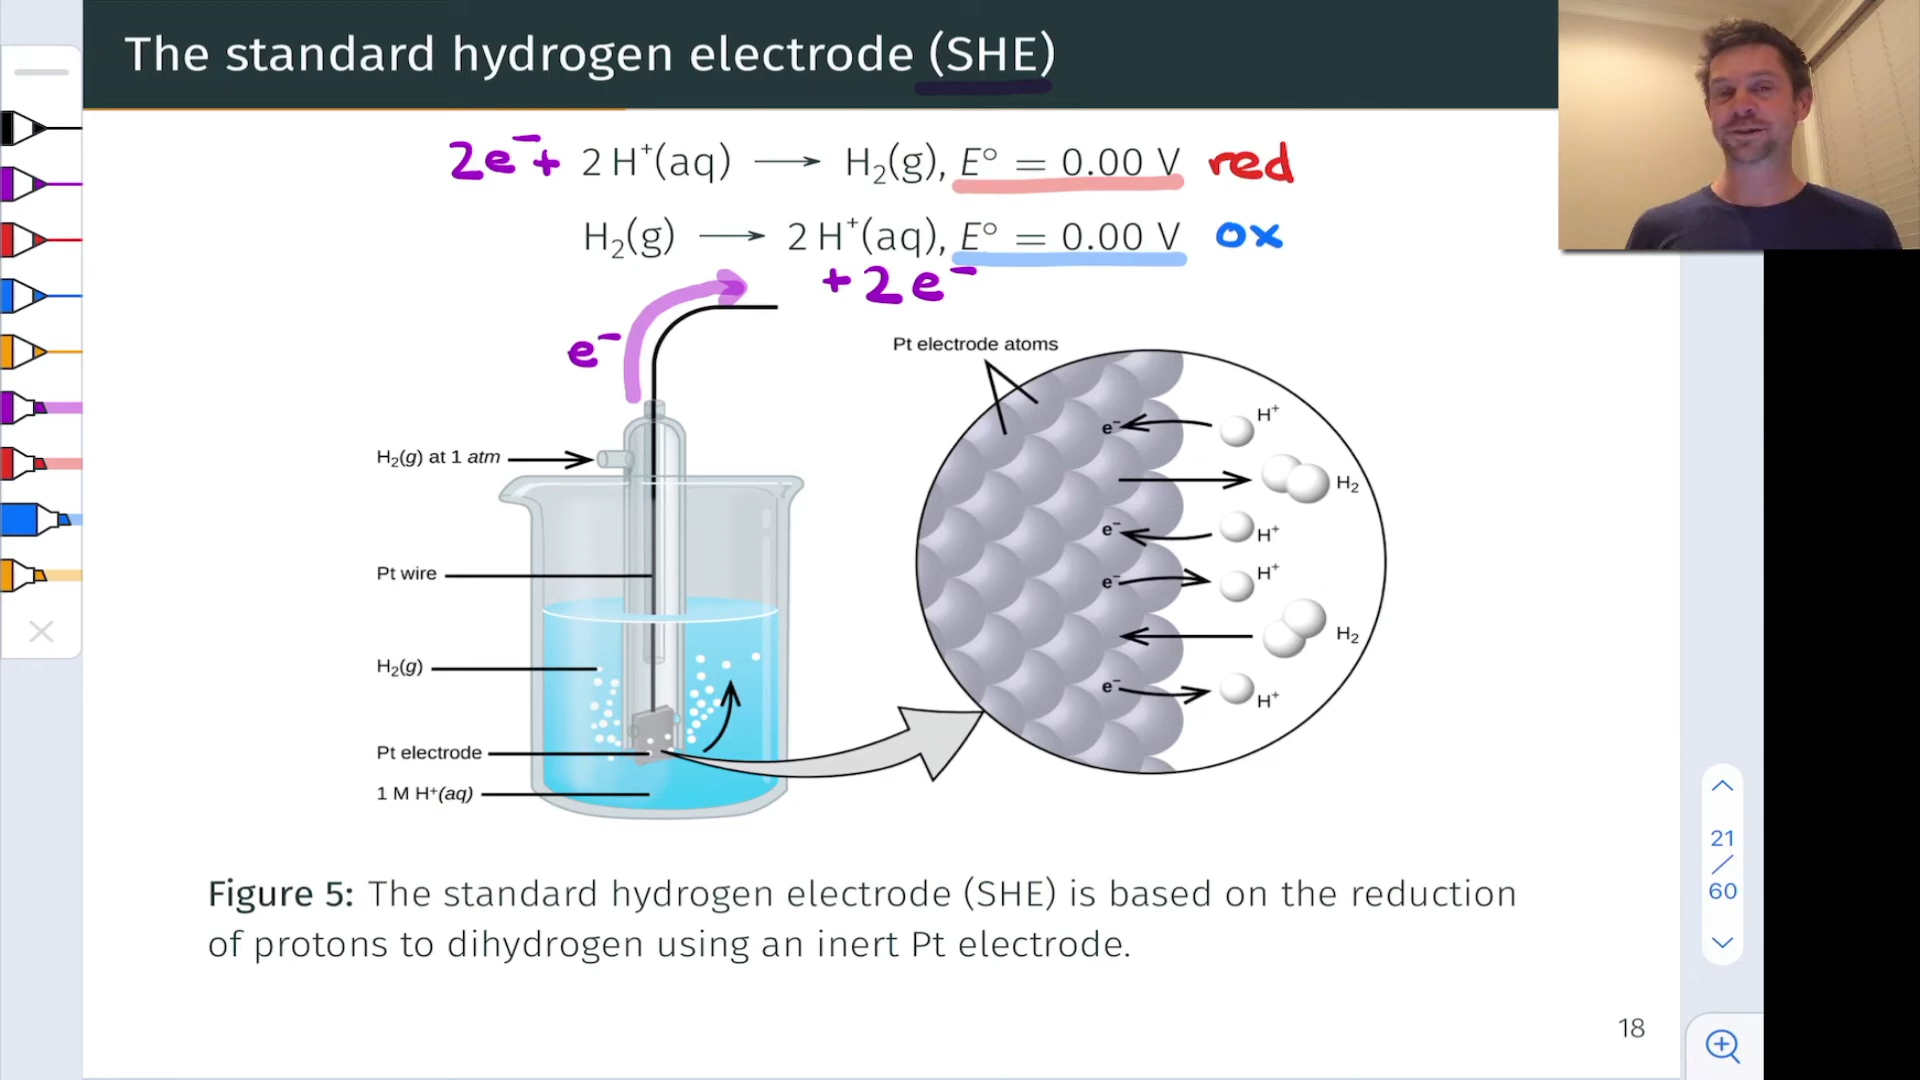 The standard hydrogen electrode (SHE)
2e⁻+ 2 H⁺(aq) ⟶ H₂(g), E° = 0.00 V red
H₂(g) ⟶ 2 H⁺(aq), E° = 0.00 V ox
+2e⁻
e⁻
Pt electrode atoms
H₂(g) at 1 atm
Pt wire
H₂(g)
Pt electrode
1 M H⁺(aq)
e⁻ H⁺
H₂
e⁻ H⁺
e⁻ H⁺
H₂
e⁻ H⁺
Figure 5: The standard hydrogen electrode (SHE) is based on the reduction
of protons to dihydrogen using an inert Pt electrode.
18
21
/
60